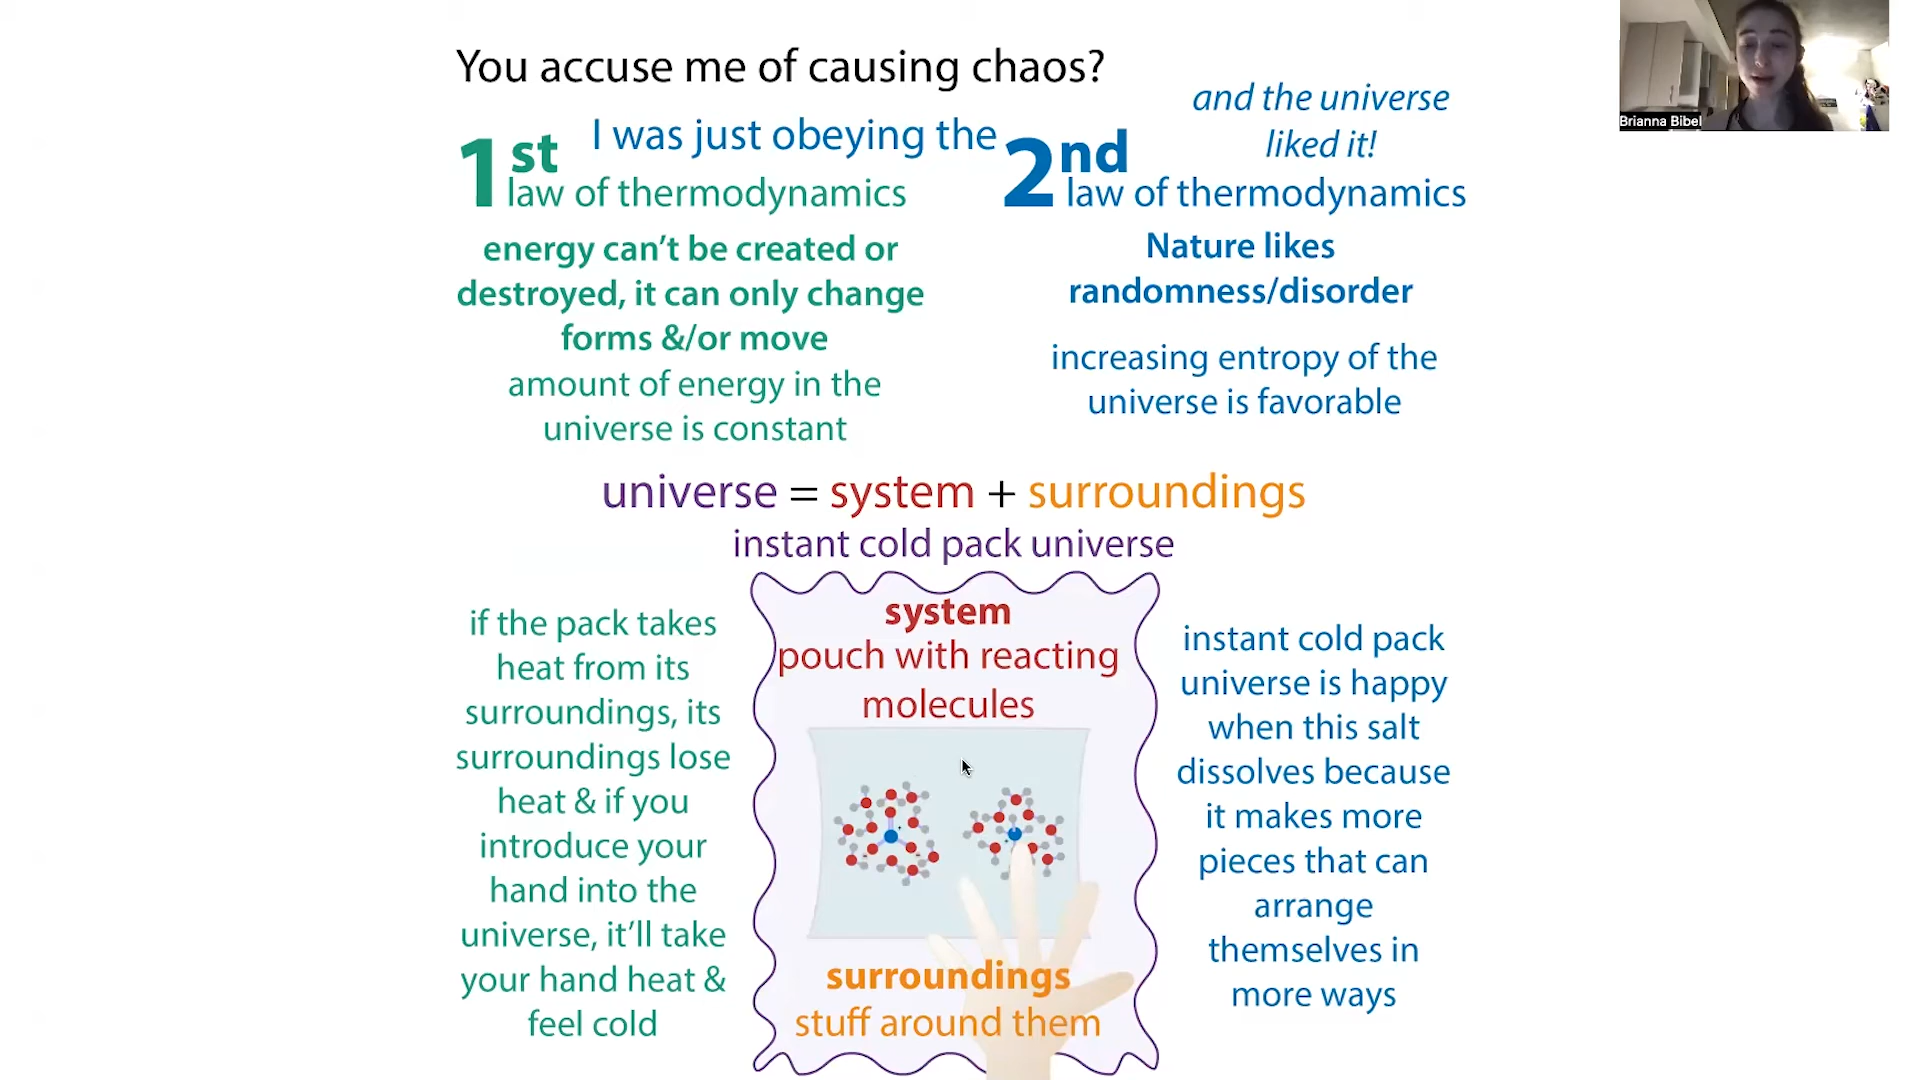 You accuse me of causing chaos?
and the universe
liked it!
I was just obeying the
1st
law of thermodynamics
2nd
law of thermodynamics
energy can't be created or
destroyed, it can only change
forms &/or move
amount of energy in the
universe is constant
Nature likes
randomness/disorder
increasing entropy of the
universe is favorable
universe = system + surroundings
instant cold pack universe
if the pack takes
heat from its
surroundings, its
surroundings lose
heat & if you
introduce your
hand into the
universe, it'll take
your hand heat &
feel cold
system
pouch with reacting
molecules
surroundings
stuff around them
instant cold pack
universe is happy
when this salt
dissolves because
it makes more
pieces that can
arrange
themselves in
more ways
Brianna Bibel